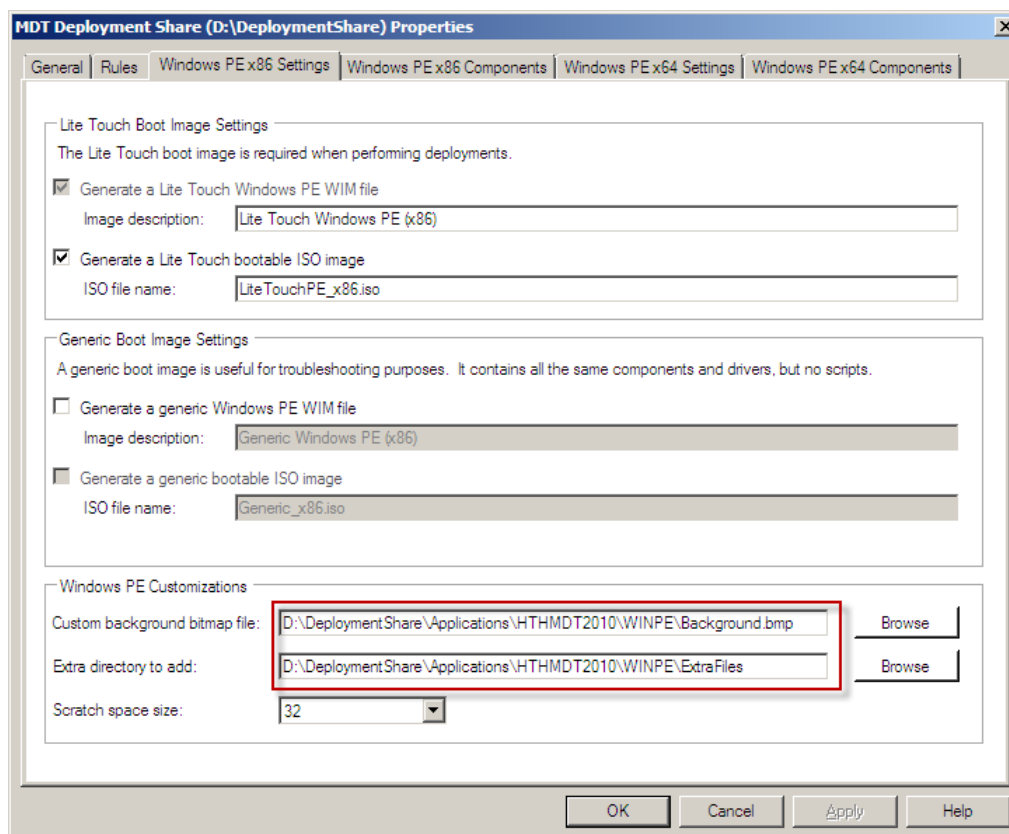 MDT Deployment Share (D:\DeploymentShare) Properties
General Rules Windows PE x86 Settings Windows PE x86 Components Windows PE x64 Settings Windows PE x64 Components
Lite Touch Boot Image Settings
The Lite Touch boot image is required when performing deployments.
Generate a Lite Touch Windows PE WIM file
Image description: Lite Touch Windows PE (x86)
Generate a Lite Touch bootable ISO image
ISO file name: LiteTouchPE_x86.iso
Generic Boot Image Settings
A generic boot image is useful for troubleshooting purposes. It contains all the same components and drivers, but no scripts.
Generate a generic Windows PE WIM file
Image description: Generic Windows PE (x86)
Generate a generic bootable ISO image
ISO file name: Generic_x86.iso
Windows PE Customizations
Custom background bitmap file: D:\DeploymentShare\Applications\HTHMDT2010\WINPE\Background.bmp Browse
Extra directory to add: D:\DeploymentShare\Applications\HTHMDT2010\WINPE\ExtraFiles Browse
Scratch space size: 32
OK Cancel Apply Help